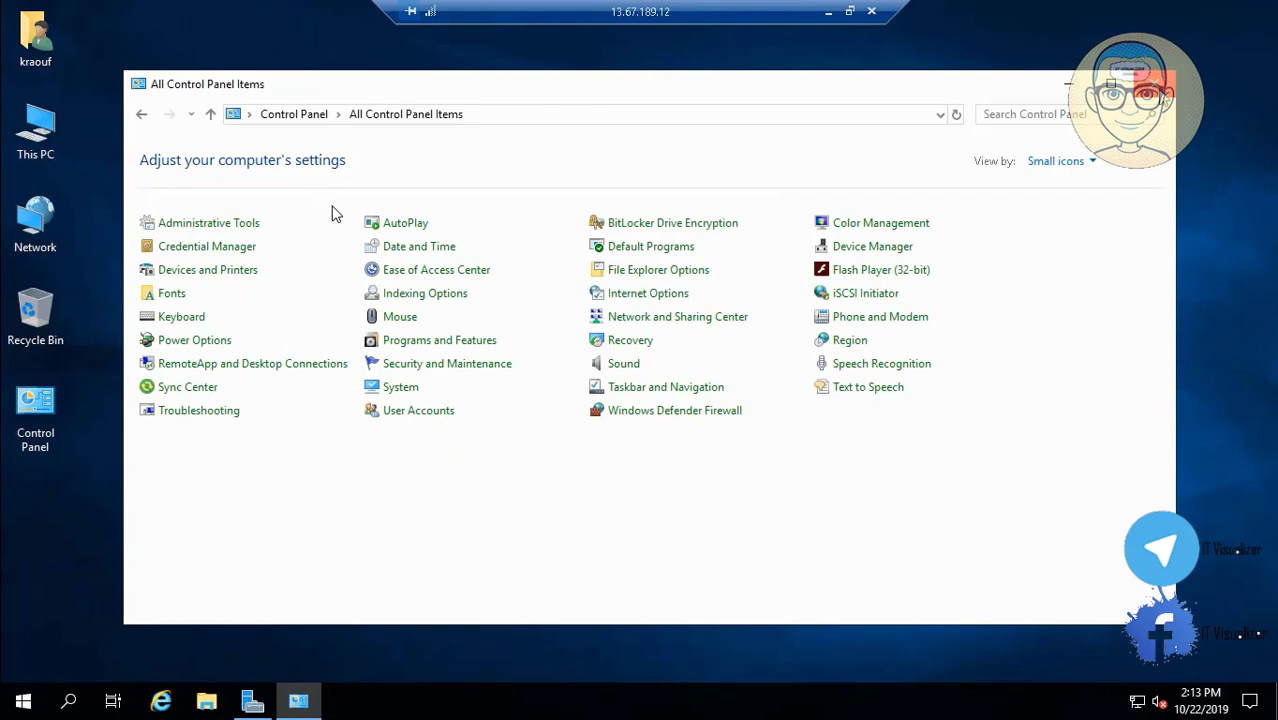 13.67.189.12
kraouf
This PC
Network
Recycle Bin
Control
Panel
All Control Panel Items
Control Panel
All Control Panel Items
Search Control Panel
IT VISUALIZER
Adjust your computer's settings
View by:
Small icons
Administrative Tools
AutoPlay
BitLocker Drive Encryption
Color Management
Credential Manager
Date and Time
Default Programs
Device Manager
Devices and Printers
Ease of Access Center
File Explorer Options
Flash Player (32-bit)
Fonts
Indexing Options
Internet Options
iSCSI Initiator
Keyboard
Mouse
Network and Sharing Center
Phone and Modem
Power Options
Programs and Features
Recovery
Region
RemoteApp and Desktop Connections
Security and Maintenance
Sound
Speech Recognition
Sync Center
System
Taskbar and Navigation
Text to Speech
Troubleshooting
User Accounts
Windows Defender Firewall
IT Visualizer
IT Visualizer
2:13 PM
10/22/2019